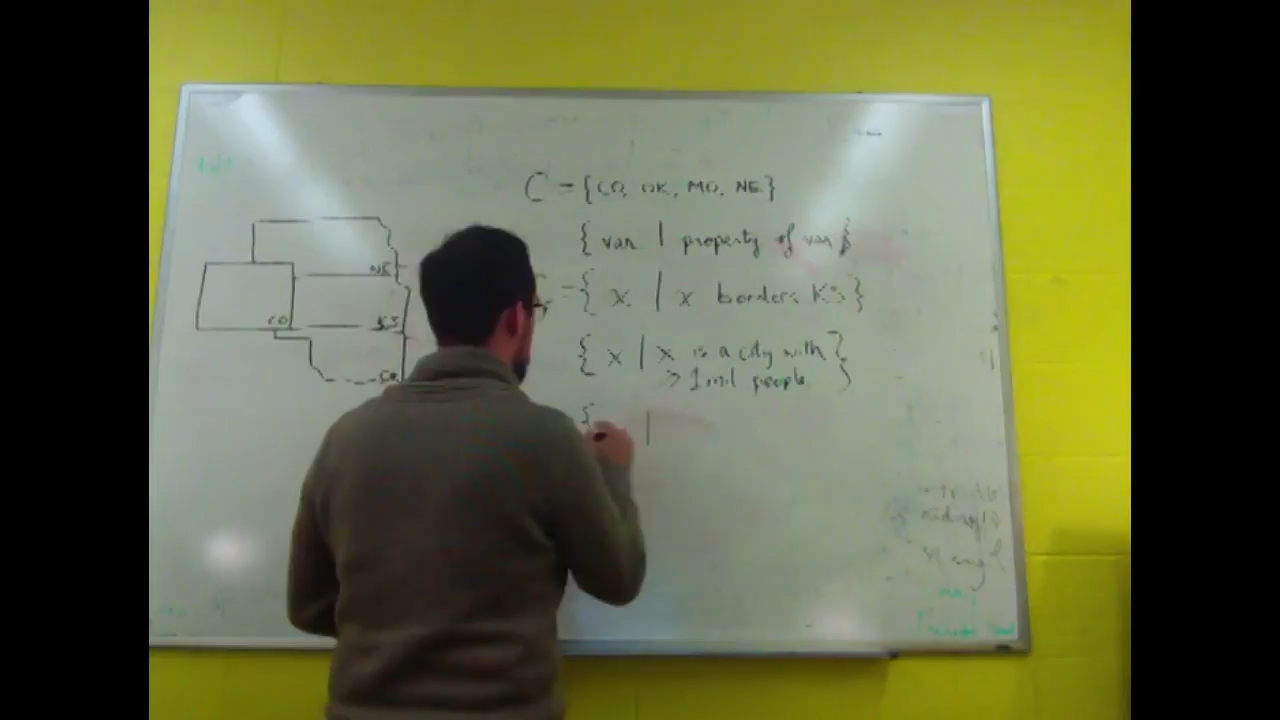 C = {CO, OK, MO, NE}
{ var | property of var }
= { x | x borders KS }
{ x | x is a city with
> 1 mil people }
{ |
NE
CO
KS